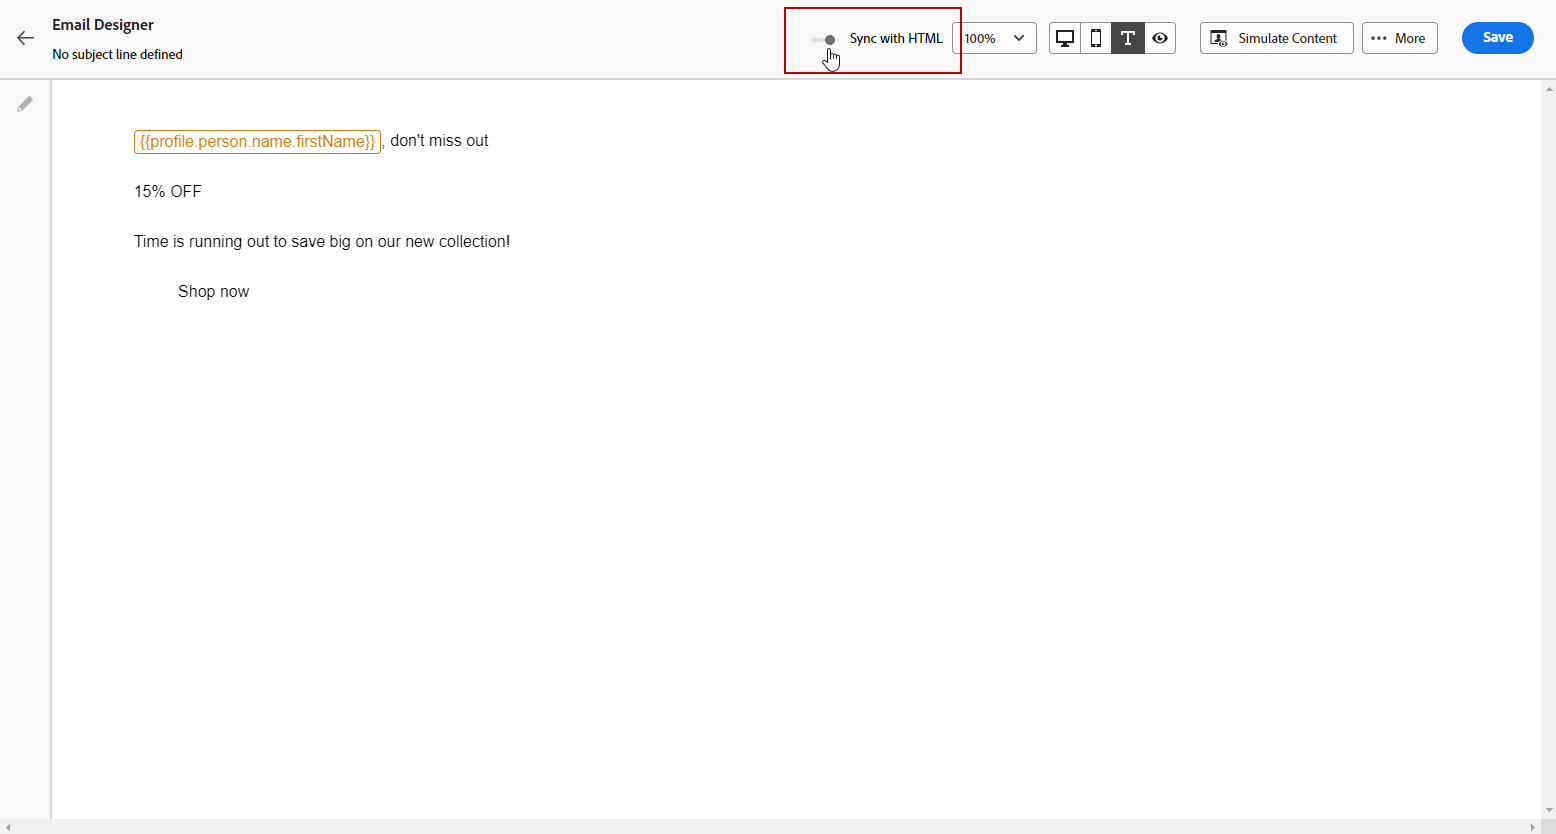 Email Designer
No subject line defined
Sync with HTML
100%
T
Simulate Content
More
Save
{{profile.person.name.firstName}}, don't miss out
15% OFF
Time is running out to save big on our new collection!
Shop now